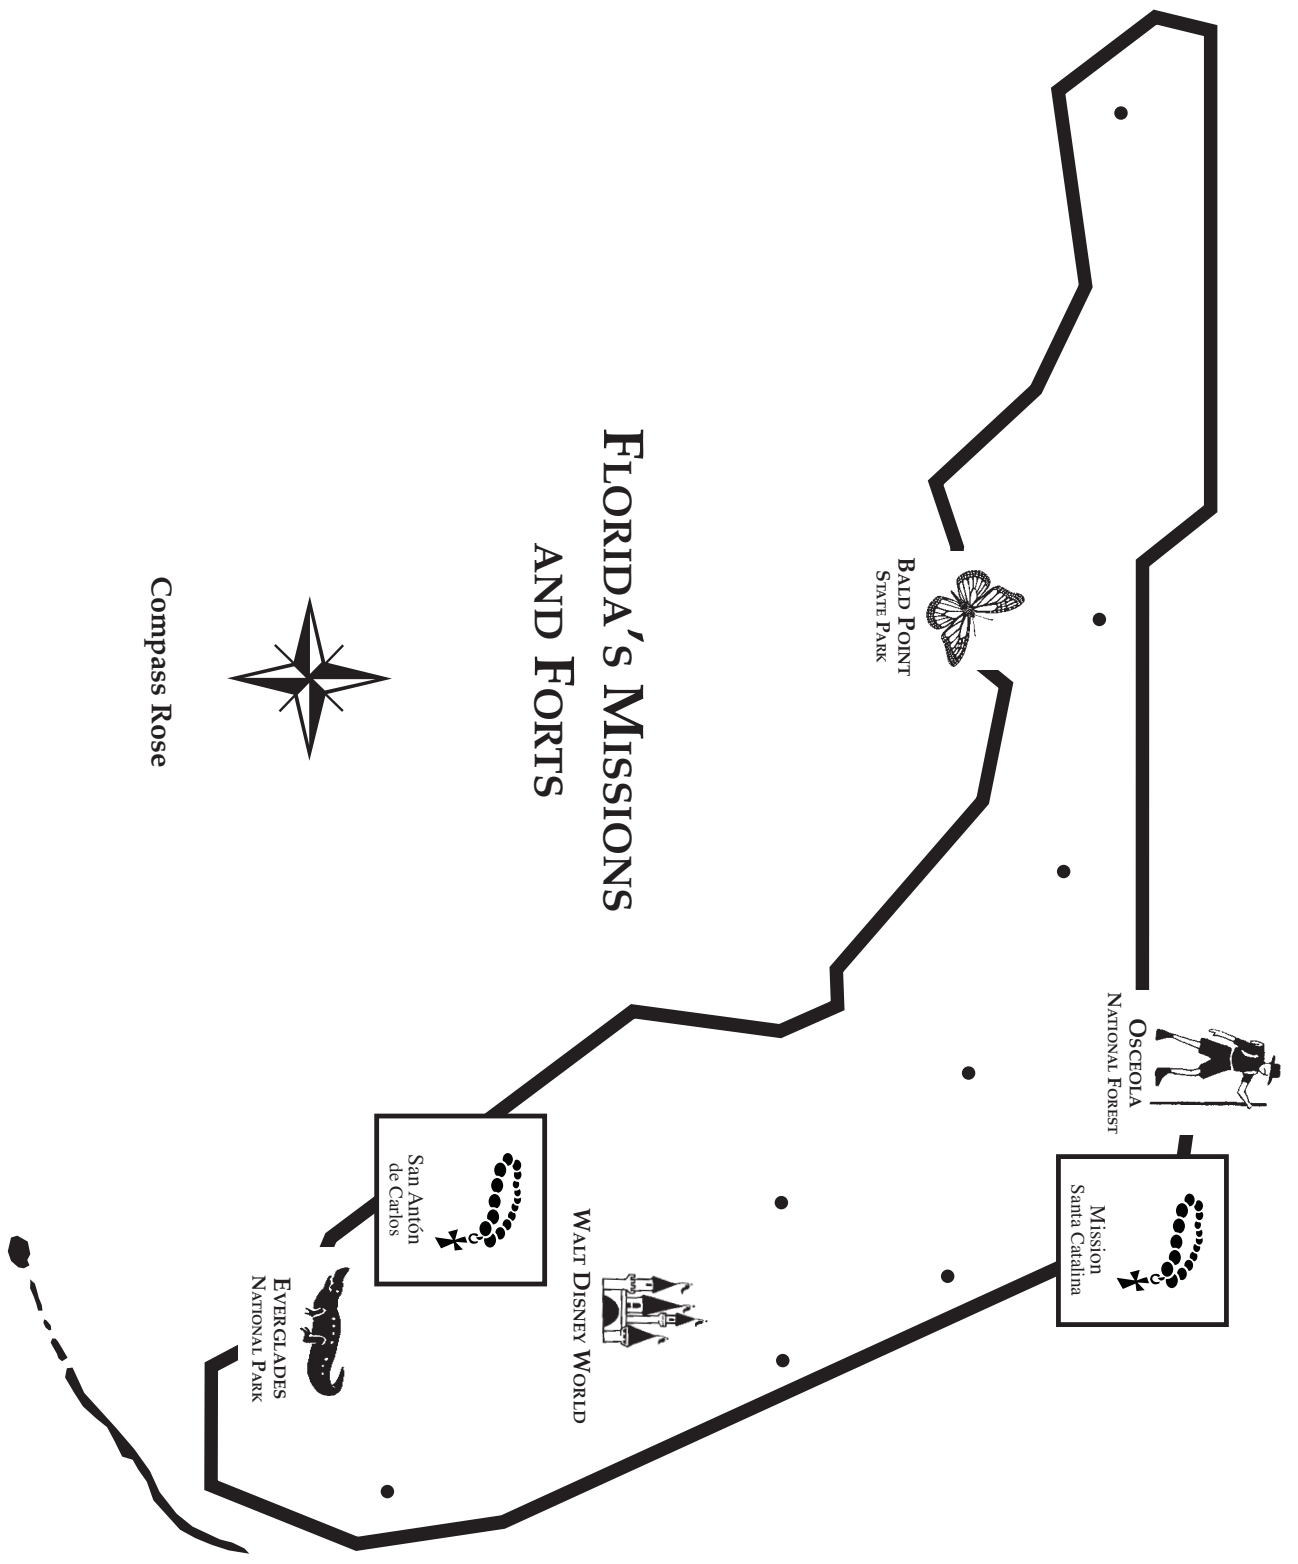 Florida's Missions
and Forts
Osceola
National Forest
Mission
Santa Catalina
Bald Point
State Park
Walt Disney World
San Antón
de Carlos
Everglades
National Park
Compass Rose